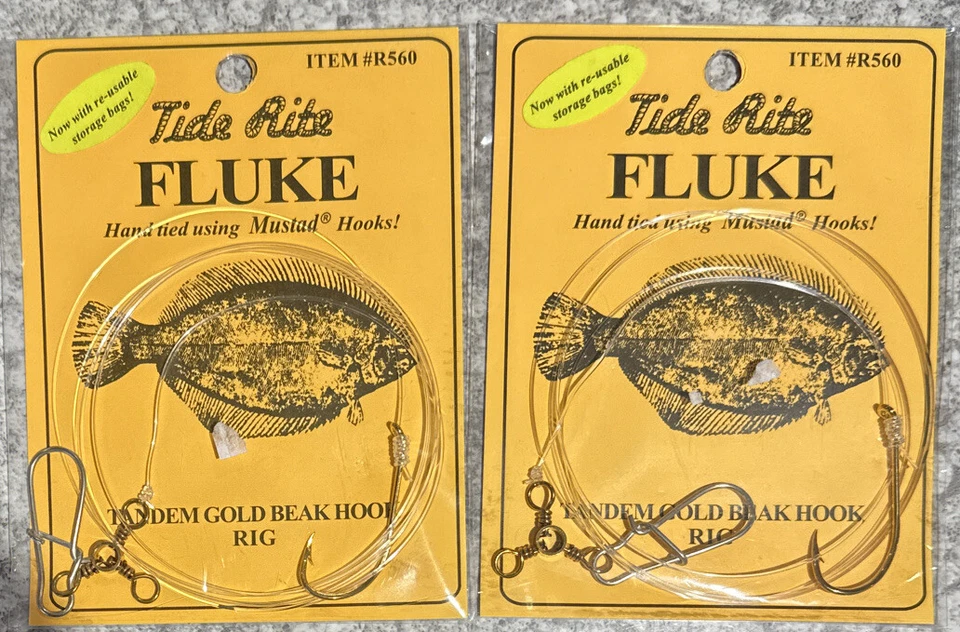 ITEM #R560
Now with re-usable
storage bags!
Tide Rite
FLUKE
Hand tied using Mustad® Hooks!
TANDEM GOLD BEAK HOOK
RIG
ITEM #R560
Now with re-usable
storage bags!
Tide Rite
FLUKE
Hand tied using Mustad® Hooks!
TANDEM GOLD BEAK HOOK
RIG